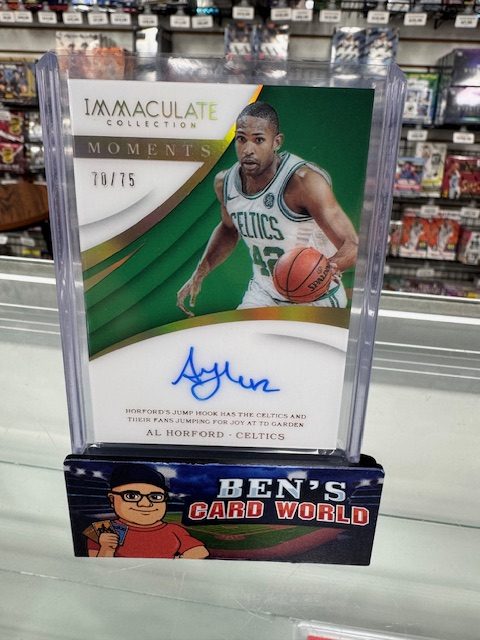 IMMACULATE
COLLECTION
MOMENTS
70/75
CELTICS
42
SPALDING
HORFORD'S JUMP HOOK HAS THE CELTICS AND
THEIR FANS JUMPING FOR JOY AT TD GARDEN
AL HORFORD - CELTICS
BEN'S
CARD WORLD